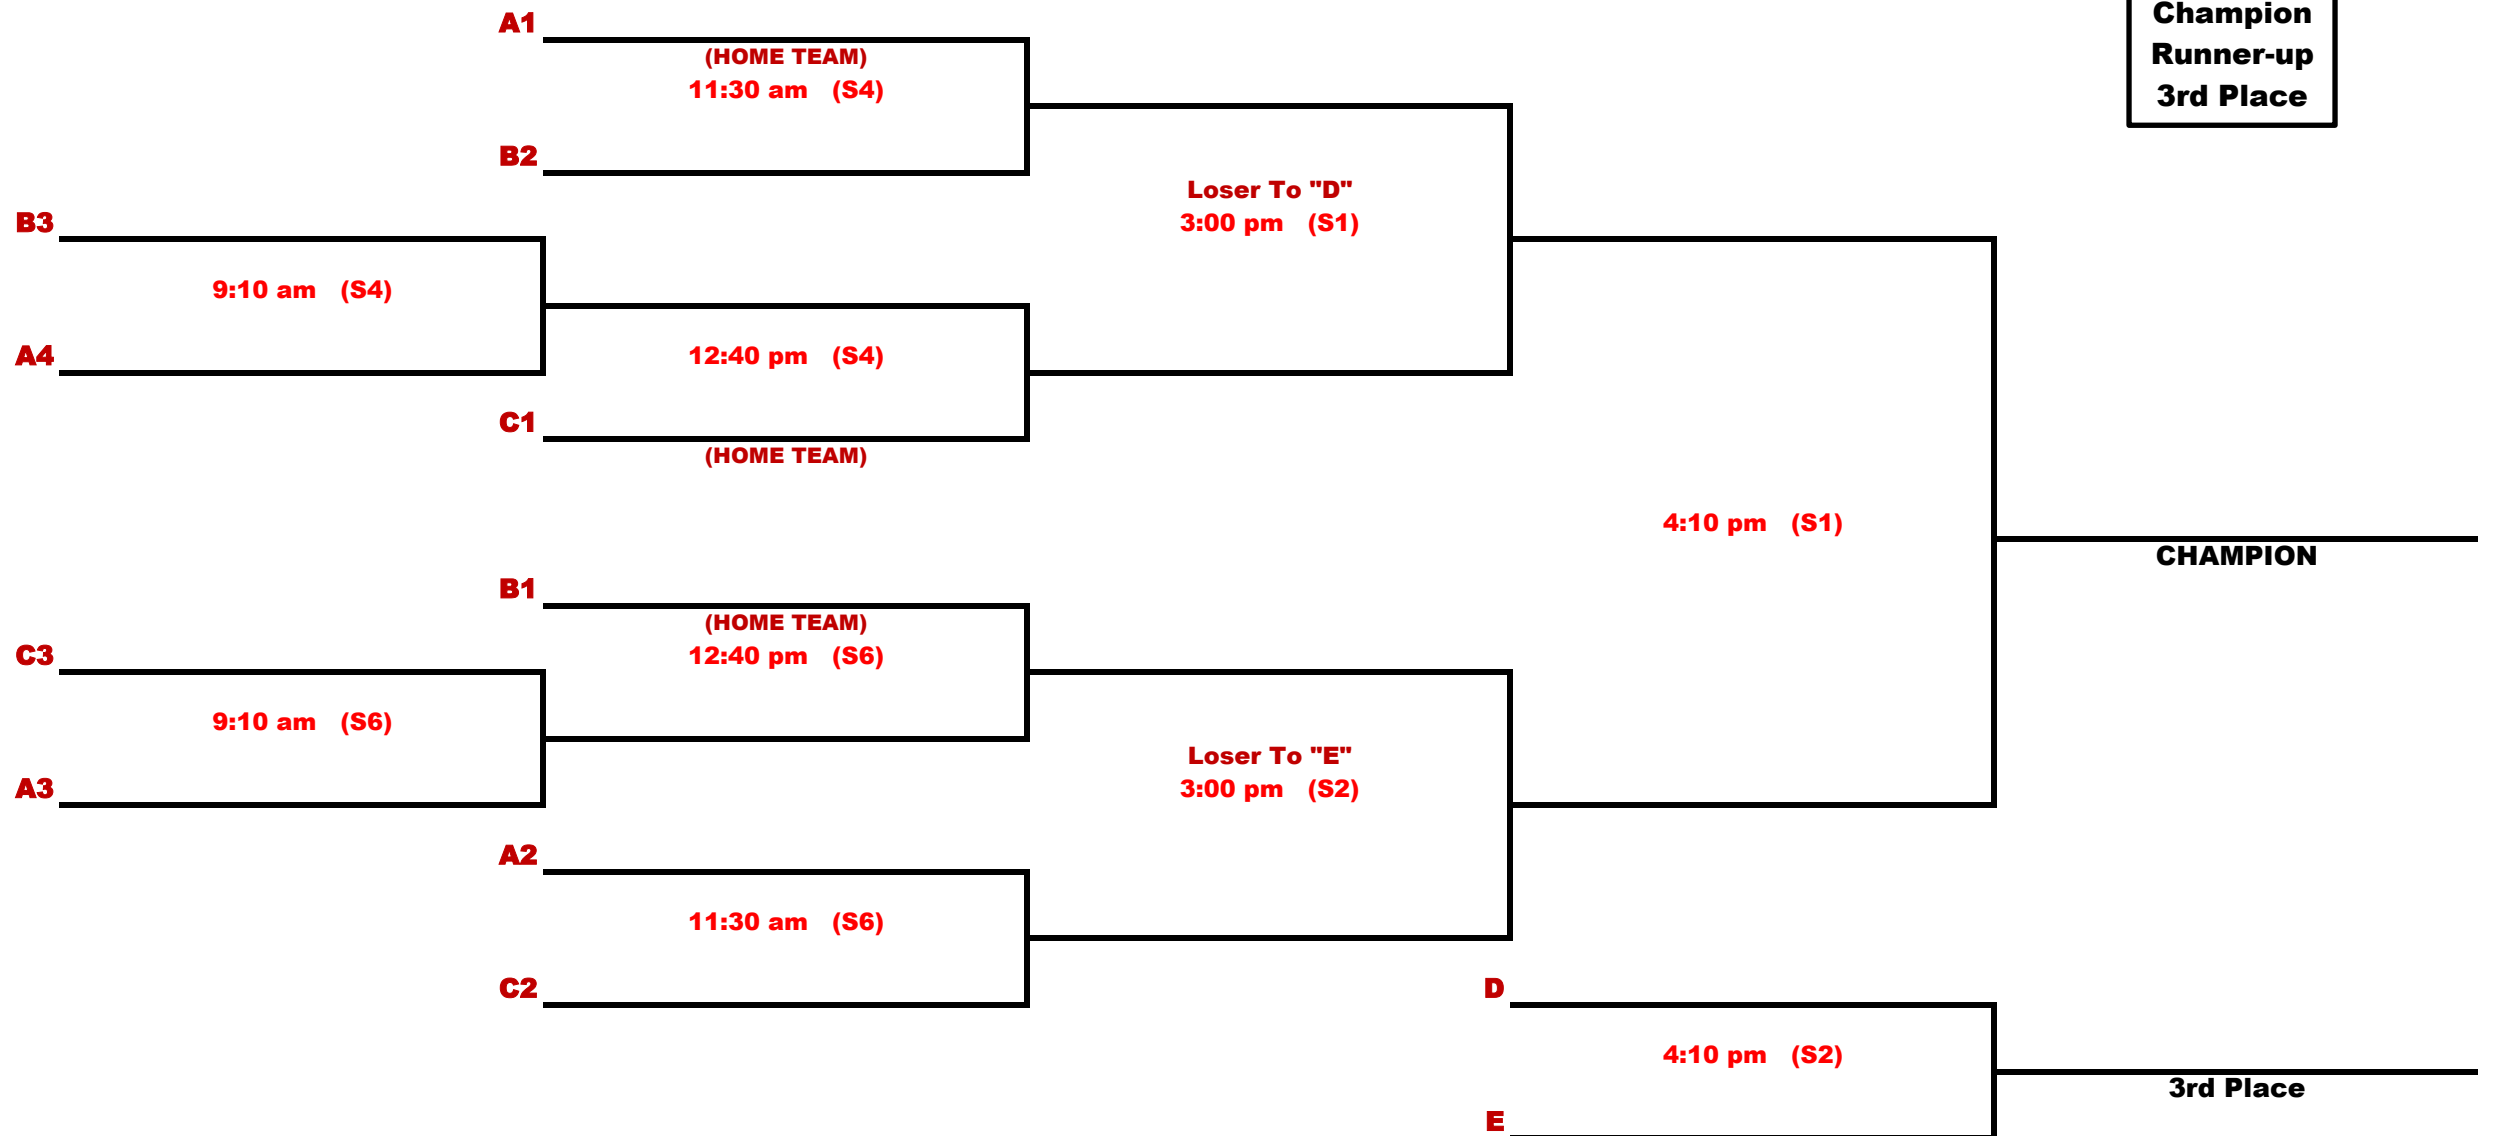 Champion
Runner-up
3rd Place
A1
(HOME TEAM)
11:30 am (S4)
B2
Loser To "D"
3:00 pm (S1)
B3
9:10 am (S4)
A4
12:40 pm (S4)
C1
(HOME TEAM)
4:10 pm (S1)
CHAMPION
B1
(HOME TEAM)
12:40 pm (S6)
C3
9:10 am (S6)
A3
Loser To "E"
3:00 pm (S2)
A2
11:30 am (S6)
C2
D
4:10 pm (S2)
3rd Place
E